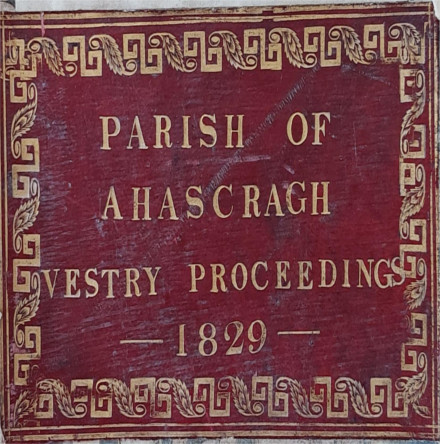 PARISH OF
AHASCRAGH
VESTRY PROCEEDINGS
— 1829 —